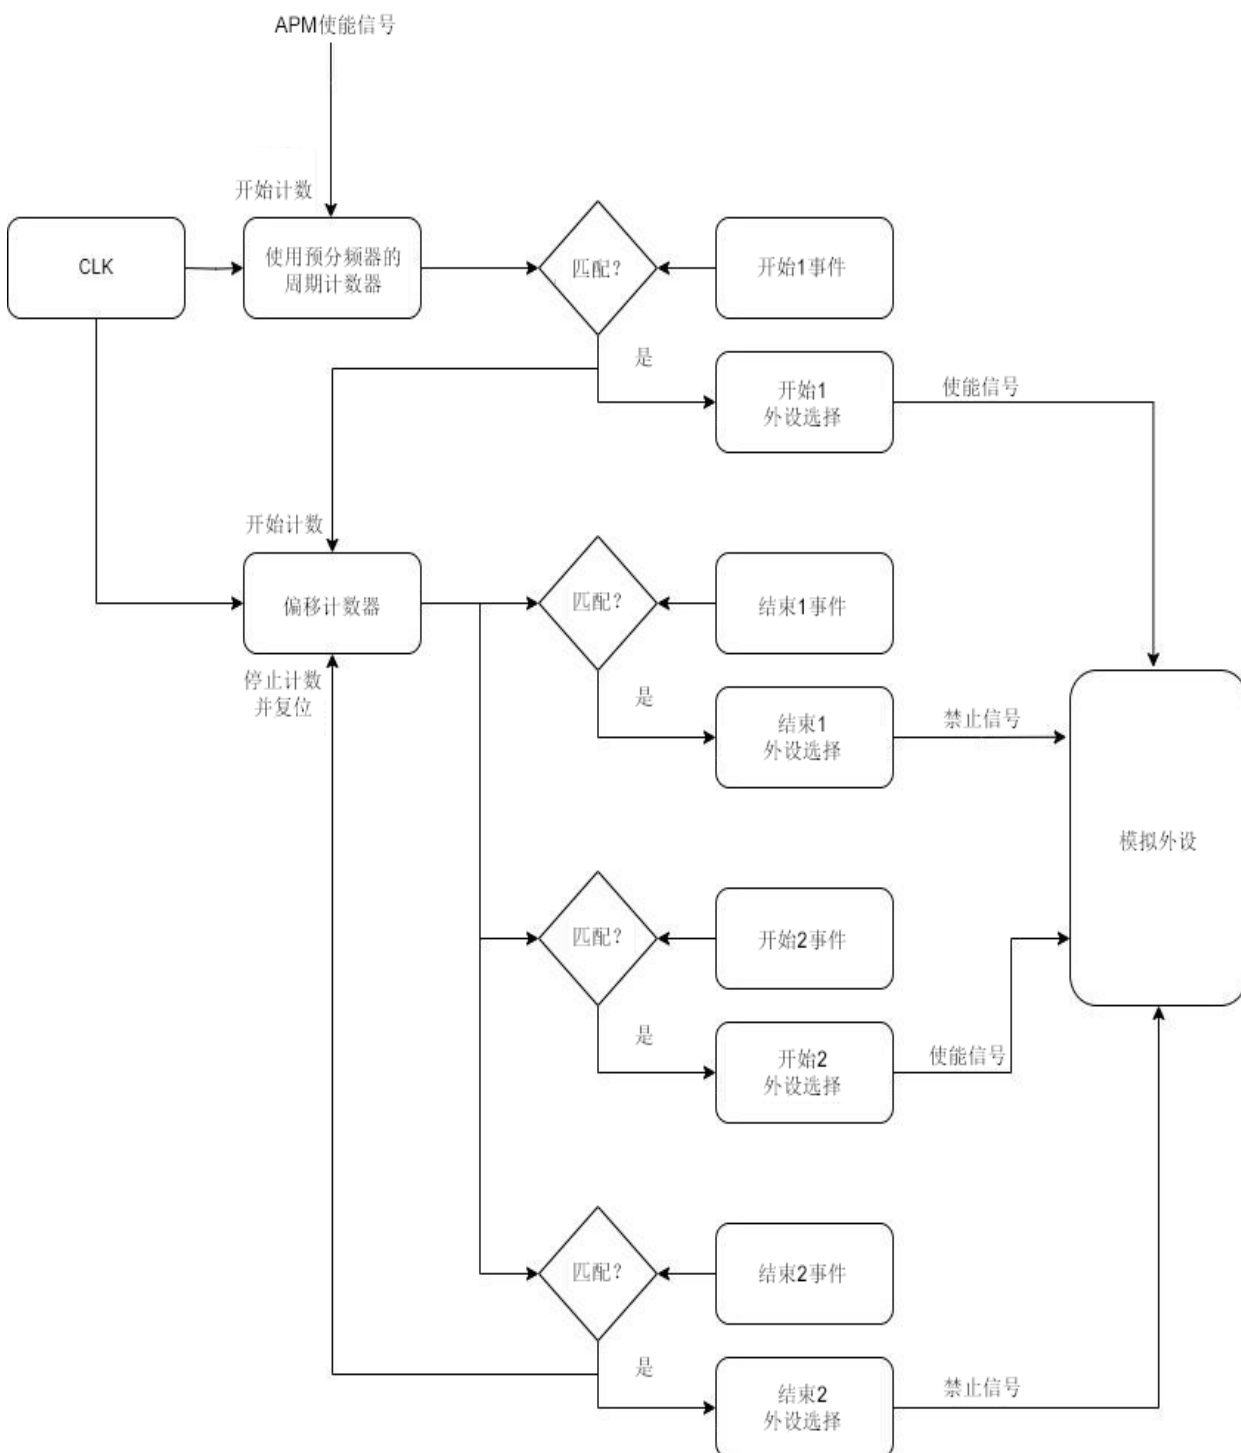 APM使能信号
开始计数
CLK
使用预分频器的
周期计数器
匹配?
开始1事件
是
开始1
外设选择
使能信号
开始计数
偏移计数器
匹配?
结束1事件
停止计数
并复位
是
结束1
外设选择
禁止信号
模拟外设
匹配?
开始2事件
是
开始2
外设选择
使能信号
匹配?
结束2事件
是
结束2
外设选择
禁止信号